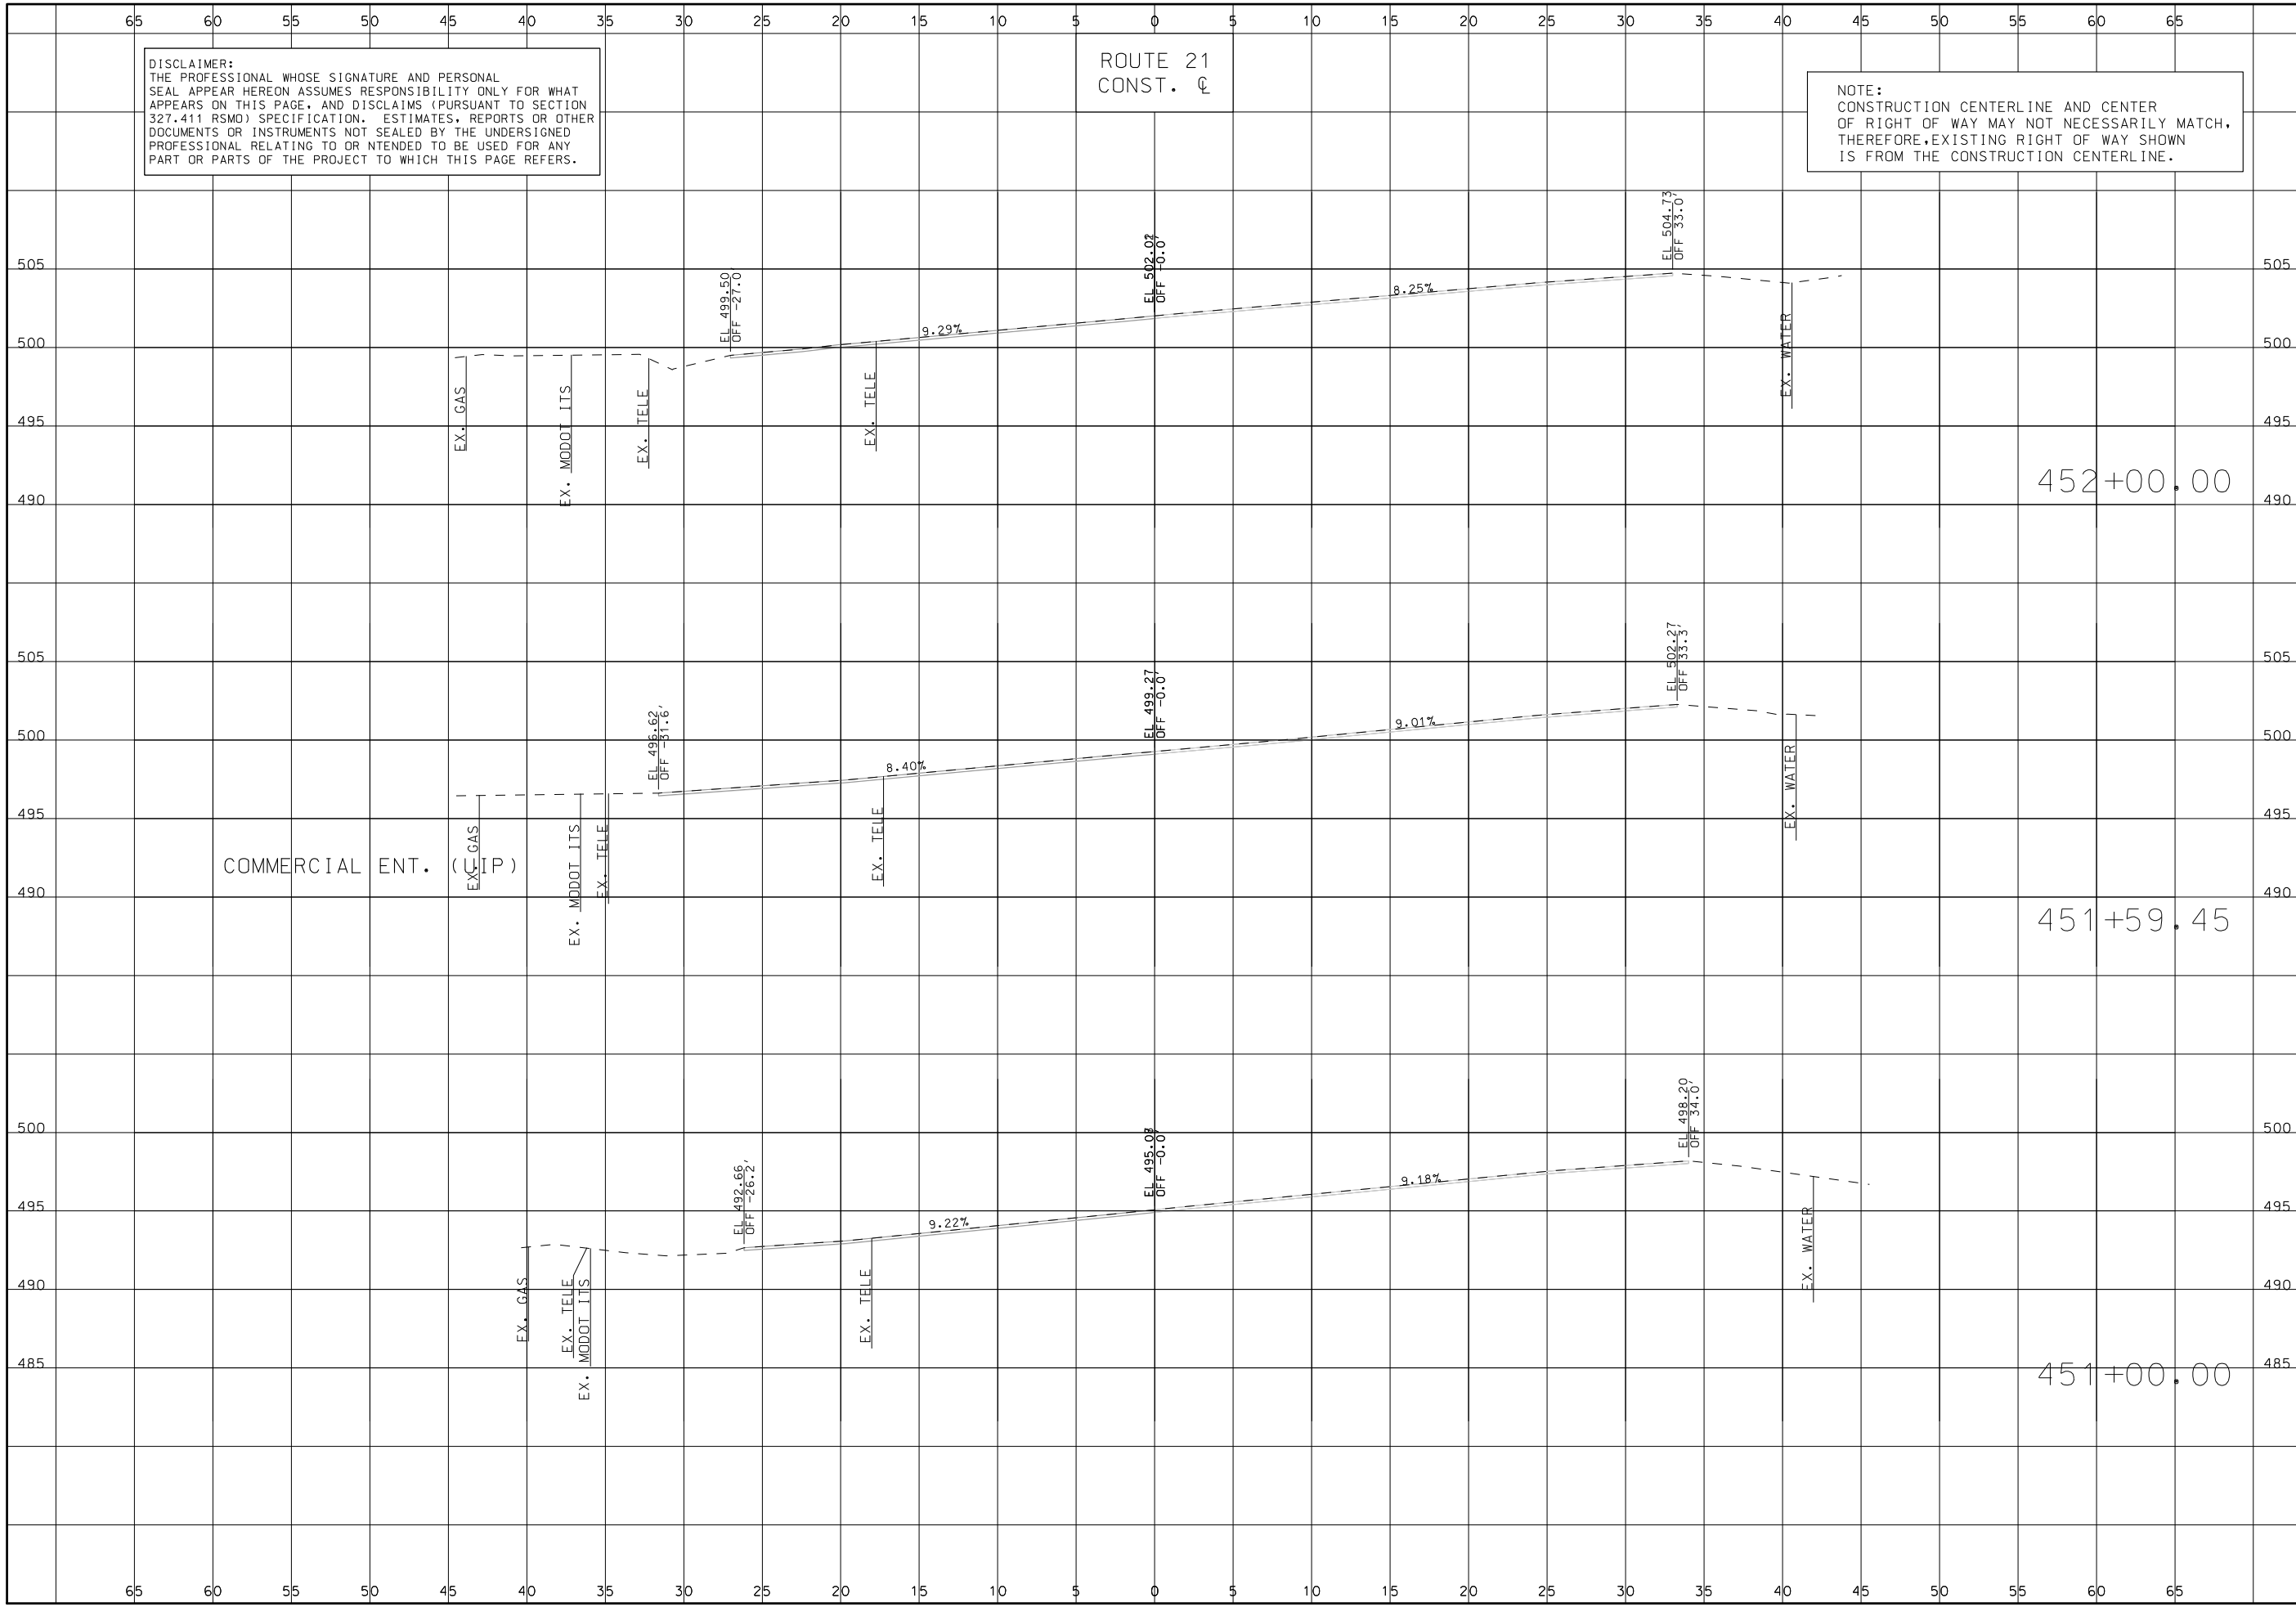 65 60 55 50 45 40 35 30 25 20 15 10 5 0 5 10 15 20 25 30 35 40 45 50 55 60 65
DISCLAIMER:
THE PROFESSIONAL WHOSE SIGNATURE AND PERSONAL
SEAL APPEAR HEREON ASSUMES RESPONSIBILITY ONLY FOR WHAT
APPEARS ON THIS PAGE, AND DISCLAIMS (PURSUANT TO SECTION
327.411 RSMO) SPECIFICATION. ESTIMATES, REPORTS OR OTHER
DOCUMENTS OR INSTRUMENTS NOT SEALED BY THE UNDERSIGNED
PROFESSIONAL RELATING TO OR NTENDED TO BE USED FOR ANY
PART OR PARTS OF THE PROJECT TO WHICH THIS PAGE REFERS.
ROUTE 21
CONST. ℄
NOTE:
CONSTRUCTION CENTERLINE AND CENTER
OF RIGHT OF WAY MAY NOT NECESSARILY MATCH,
THEREFORE,EXISTING RIGHT OF WAY SHOWN
IS FROM THE CONSTRUCTION CENTERLINE.
EL 499.50
OFF -27.0'
OFF -0.0'
EL 504.73
OFF 33.0'
505 505
9.29%
8.25%
500 500
EX. GAS
EX. MODOT ITS
EX. TELE
EX. TELE
EX. WATER
495 495
452+00.00
490 490
EL 496.62
OFF -31.6'
EL 499.27
OFF -0.0'
EL 502.27
OFF 33.3'
505 505
8.40%
9.01%
500 500
EX. GAS
EX. MODOT ITS
EX. TELE
EX. TELE
EX. WATER
495 495
COMMERCIAL ENT. (UIP)
490 490
451+59.45
EL 492.66
OFF -26.2'
OFF -0.0'
EL 498.20
OFF 34.0'
500 500
9.22%
9.18%
495 495
EX. GAS
EX. TELE
EX. MODOT ITS
EX. TELE
EX. WATER
490 490
485 485
451+00.00
65 60 55 50 45 40 35 30 25 20 15 10 5 0 5 10 15 20 25 30 35 40 45 50 55 60 65